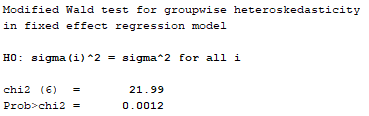 Modified Wald test for groupwise heteroskedasticity
in fixed effect regression model
H0: sigma(i)^2 = sigma^2 for all i
chi2 (6)  =      21.99
Prob>chi2 =      0.0012